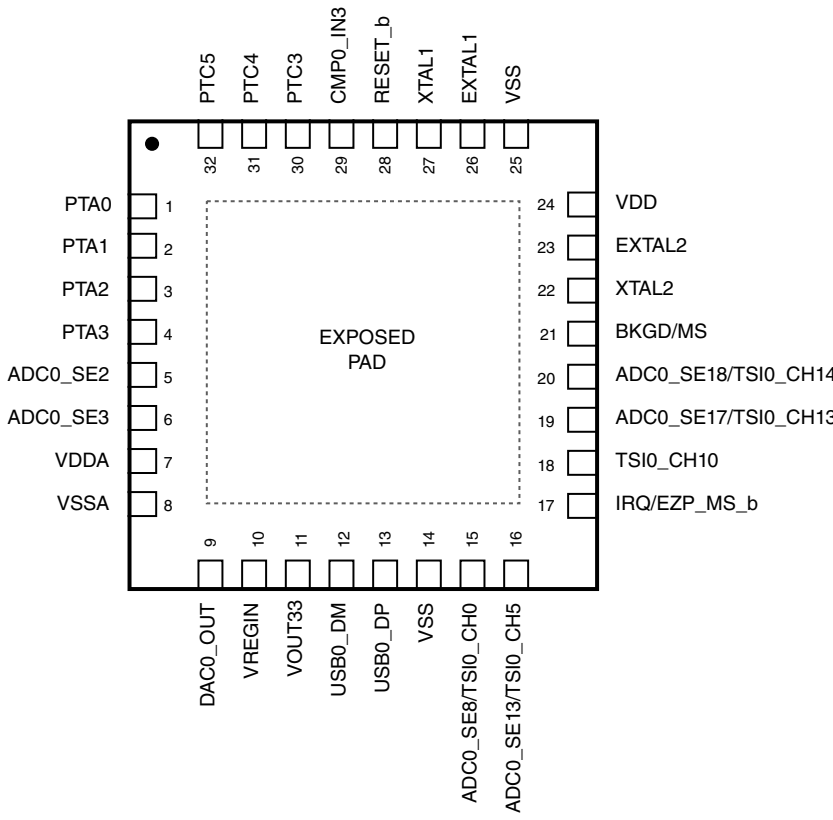 PTC5
PTC4
PTC3
CMP0_IN3
RESET_b
XTAL1
EXTAL1
VSS
32
31
30
29
28
27
26
25
PTA0 1
PTA1 2
PTA2 3
PTA3 4
ADC0_SE2 5
ADC0_SE3 6
VDDA 7
VSSA 8
EXPOSED
PAD
24 VDD
23 EXTAL2
22 XTAL2
21 BKGD/MS
20 ADC0_SE18/TSI0_CH14
19 ADC0_SE17/TSI0_CH13
18 TSI0_CH10
17 IRQ/EZP_MS_b
9
10
11
12
13
14
15
16
DAC0_OUT
VREGIN
VOUT33
USB0_DM
USB0_DP
VSS
ADC0_SE8/TSI0_CH0
ADC0_SE13/TSI0_CH5